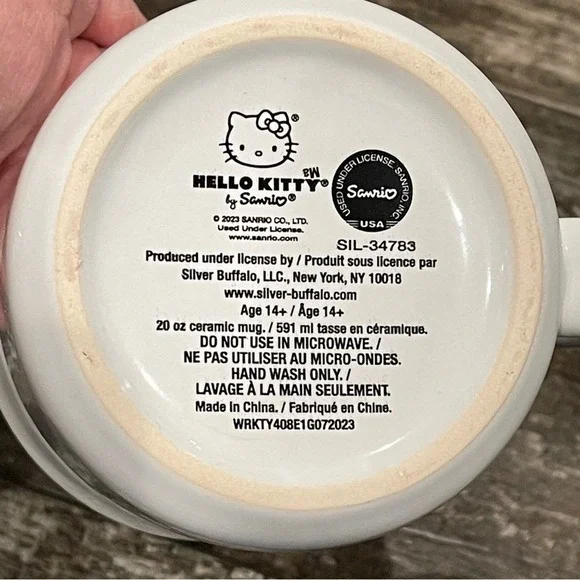 HELLO KITTY®
Ma
by Sanrio®
© 2023 SANRIO CO., LTD.
Used Under License.
www.sanrio.com
USED UNDER LICENSE, SANRIO, INC.
Sanrio
USA
SIL-34783
Produced under license by / Produit sous licence par
Silver Buffalo, LLC., New York, NY 10018
www.silver-buffalo.com
Age 14+ / Âge 14+
20 oz ceramic mug. / 591 ml tasse en céramique.
DO NOT USE IN MICROWAVE. /
NE PAS UTILISER AU MICRO-ONDES.
HAND WASH ONLY. /
LAVAGE À LA MAIN SEULEMENT.
Made in China. / Fabriqué en Chine.
WRKTY408E1G072023